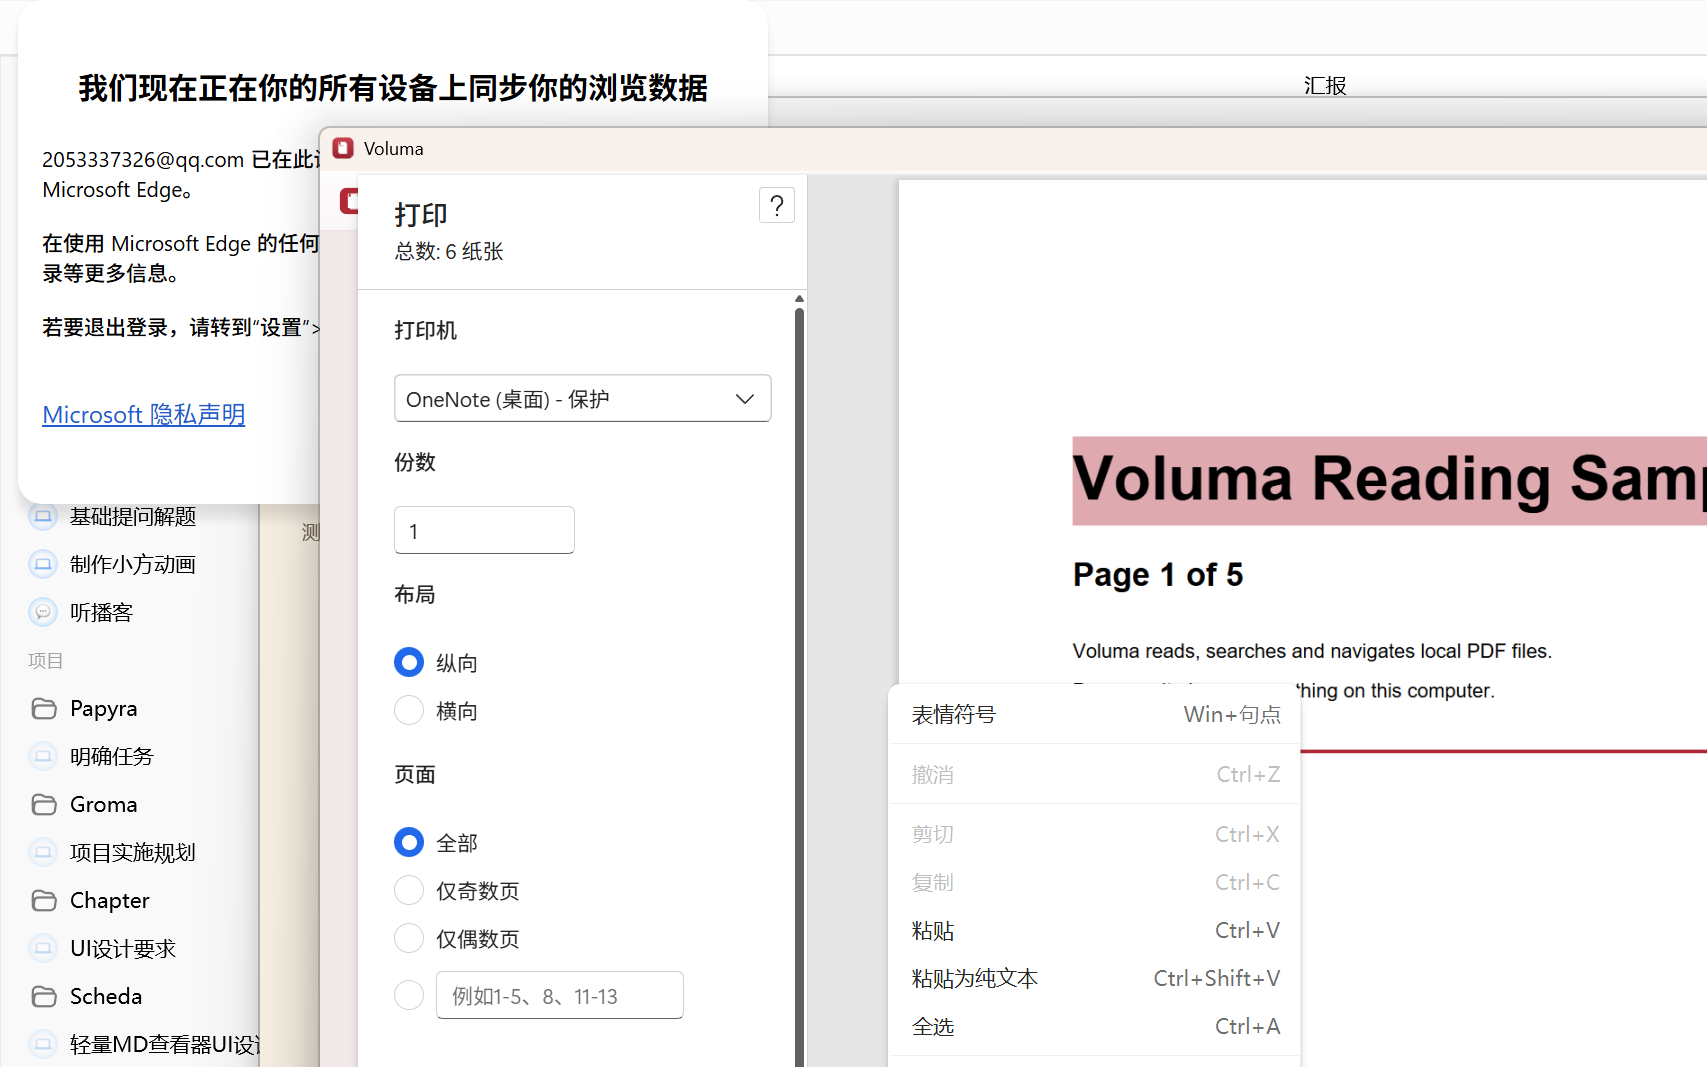 汇报
我们现在正在你的所有设备上同步你的浏览数据
2053337326@qq.com 已在此
Microsoft Edge。
在使用 Microsoft Edge 的任何
录等更多信息。
若要退出登录，请转到“设置”>
Microsoft 隐私声明
基础提问解题
制作小方动画
听播客
项目
Papyra
明确任务
Groma
项目实施规划
Chapter
UI设计要求
Scheda
轻量MD查看器UI设
测
Voluma
打印
?
总数: 6 纸张
打印机
OneNote (桌面) - 保护
份数
1
布局
纵向
横向
页面
全部
仅奇数页
仅偶数页
例如1-5、8、11-13
Voluma Reading Samp
Page 1 of 5
Voluma reads, searches and navigates local PDF files.
thing on this computer.
表情符号 Win+句点
撤消 Ctrl+Z
剪切 Ctrl+X
复制 Ctrl+C
粘贴 Ctrl+V
粘贴为纯文本 Ctrl+Shift+V
全选 Ctrl+A